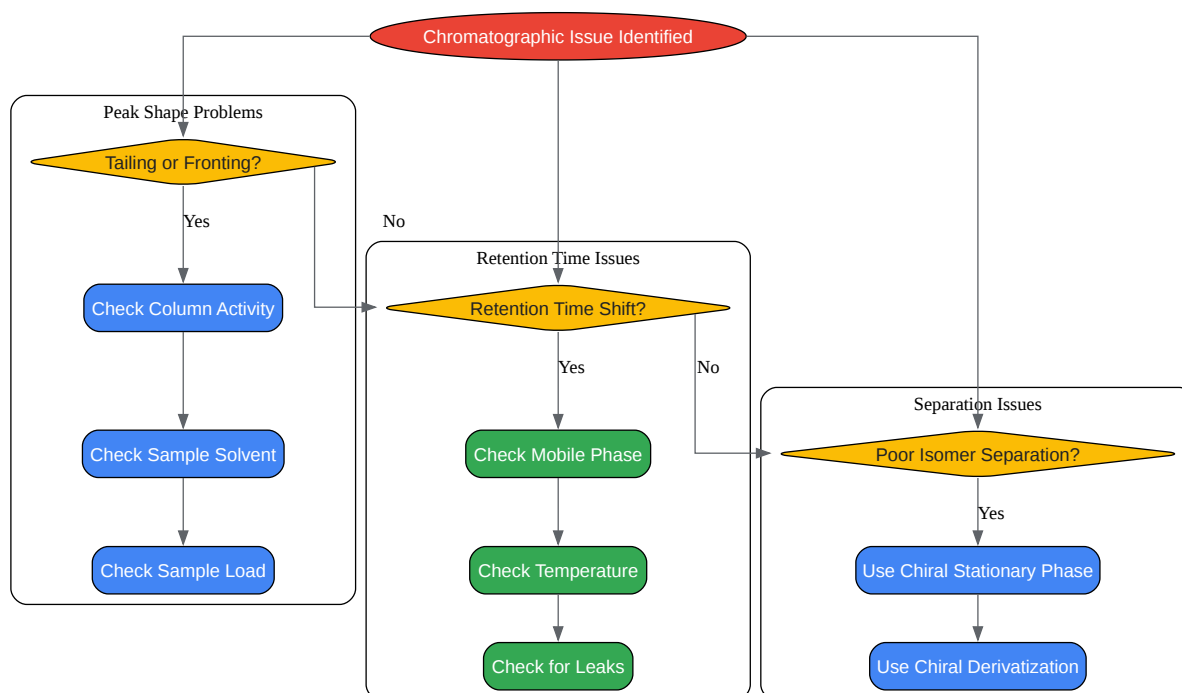 Chromatographic Issue Identified
Peak Shape Problems
Tailing or Fronting?
Yes
No
Check Column Activity
Check Sample Solvent
Check Sample Load
Retention Time Issues
Retention Time Shift?
Yes
No
Check Mobile Phase
Check Temperature
Check for Leaks
Separation Issues
Poor Isomer Separation?
Yes
Use Chiral Stationary Phase
Use Chiral Derivatization